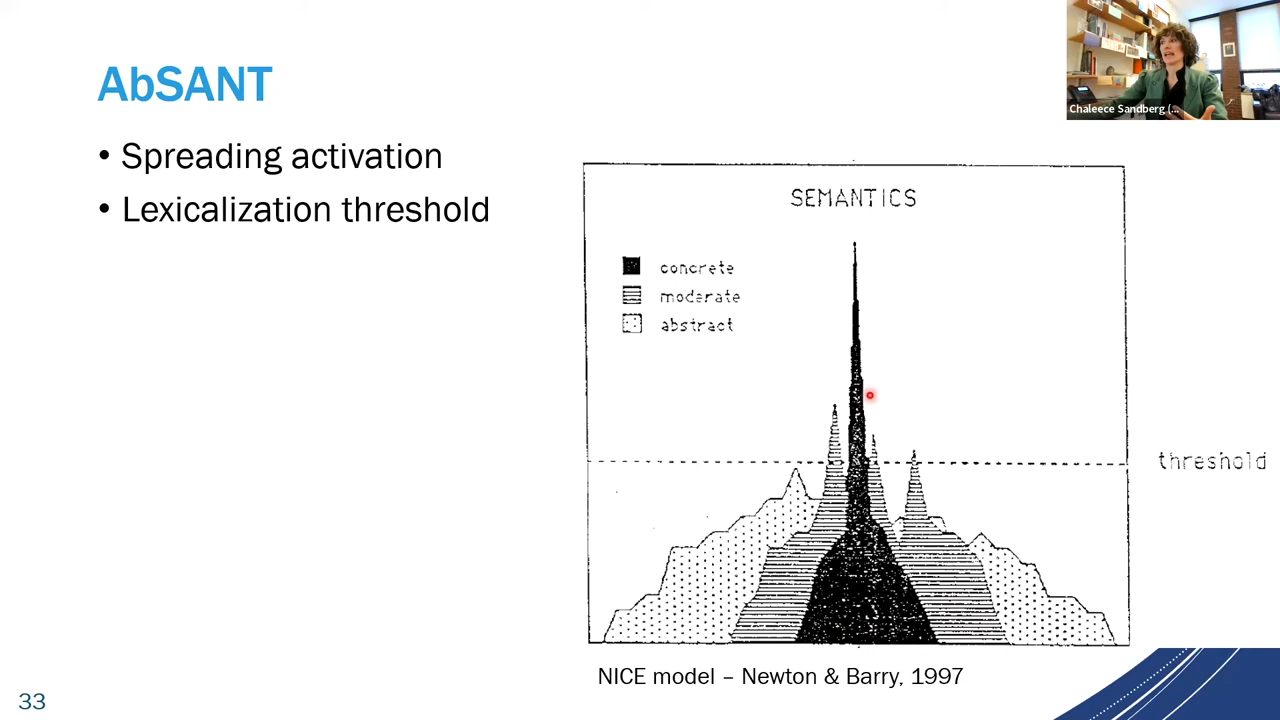 AbSANT
• Spreading activation
• Lexicalization threshold
SEMANTICS
concrete
moderate
abstract
threshold
NICE model – Newton & Barry, 1997
33
Chaleece Sandberg (...